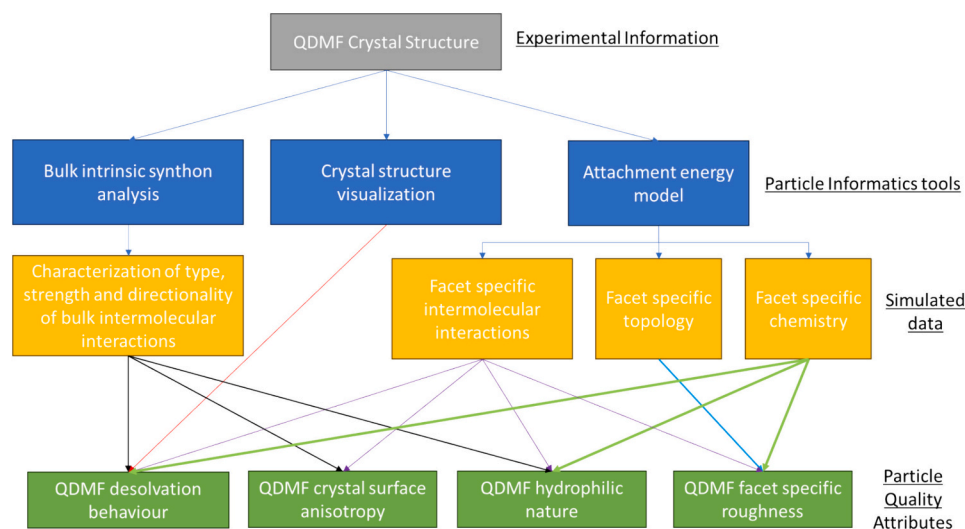 QDMF Crystal Structure
Experimental Information
Bulk intrinsic synthon
analysis
Crystal structure
visualization
Attachment energy
model
Particle Informatics tools
Characterization of type,
strength and directionality
of bulk intermolecular
interactions
Facet specific
intermolecular
interactions
Facet specific
topology
Facet specific
chemistry
Simulated
data
QDMF desolvation
behaviour
QDMF crystal surface
anisotropy
QDMF hydrophilic
nature
QDMF facet specific
roughness
Particle
Quality
Attributes